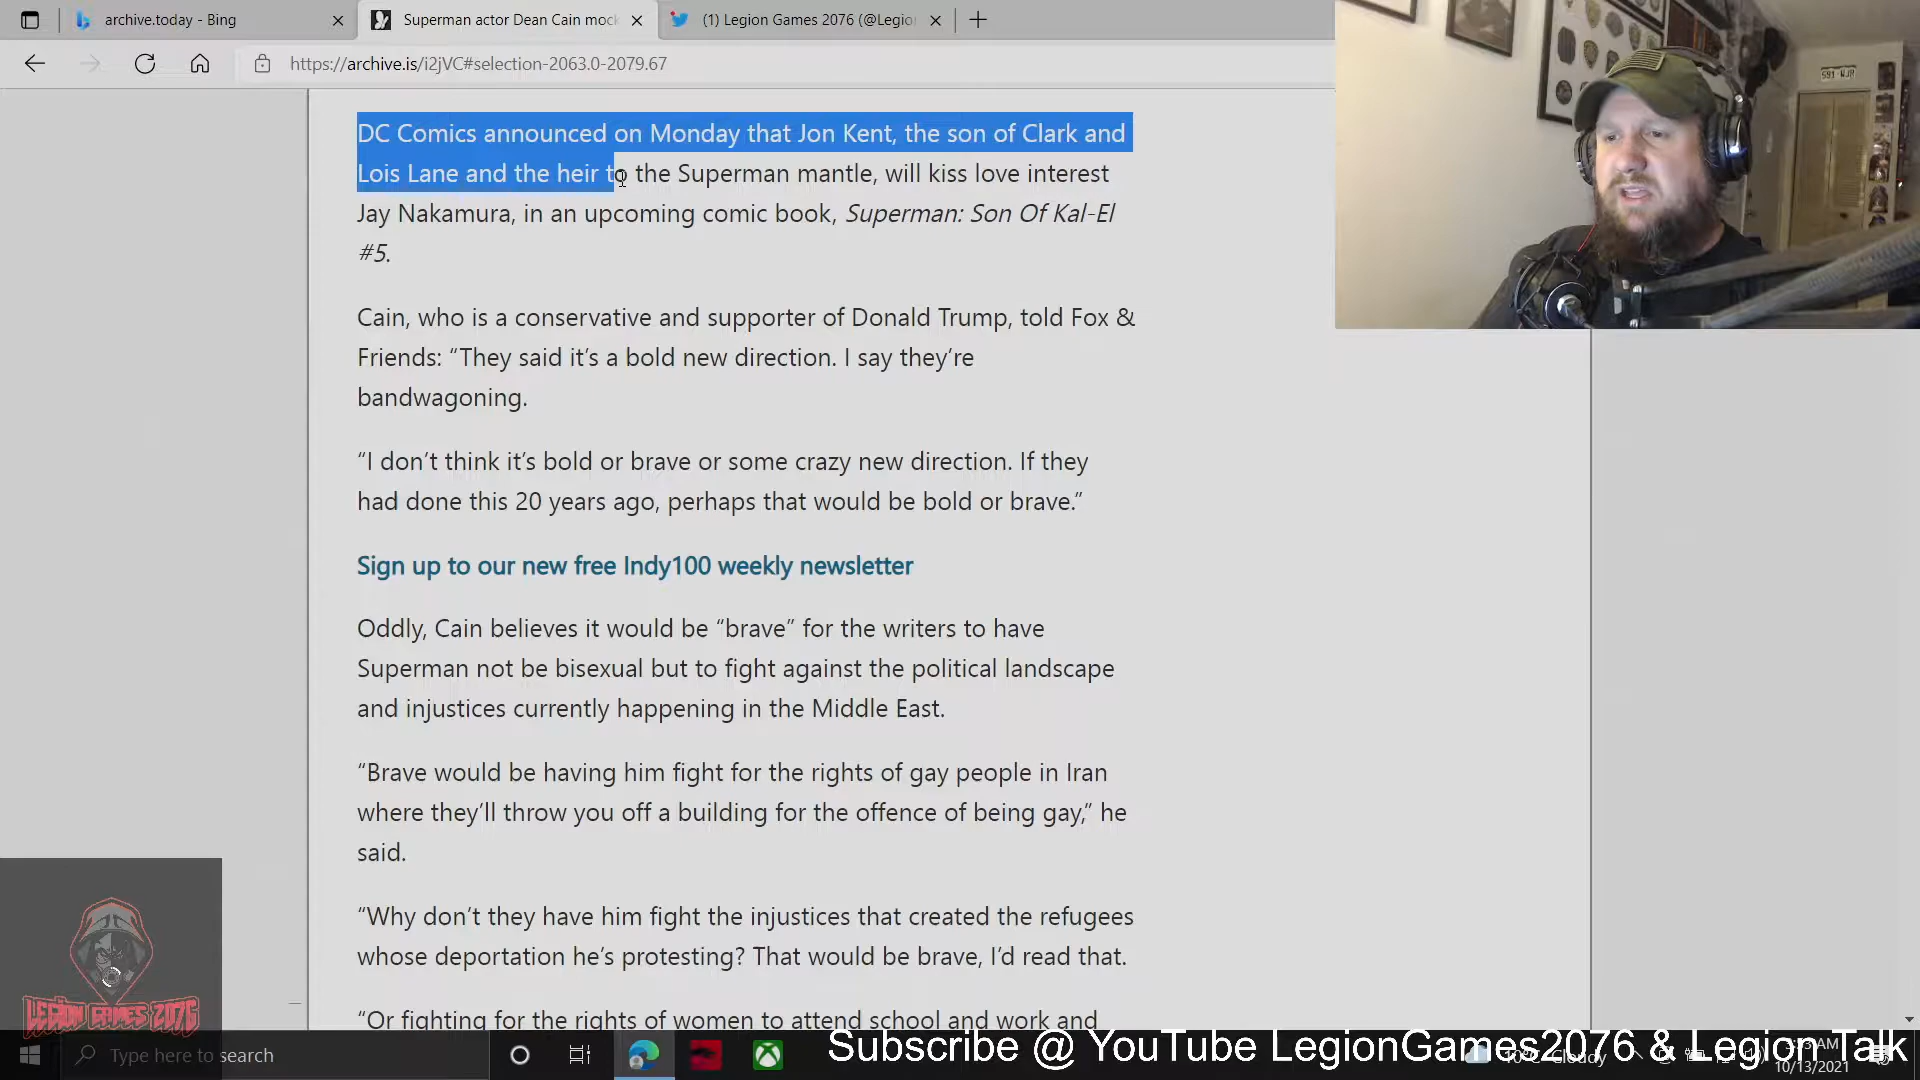 archive.today - Bing
Superman actor Dean Cain mock
(1) Legion Games 2076 (@Legio
https://archive.is/i2jVC#selection-2063.0-2079.67
DC Comics announced on Monday that Jon Kent, the son of Clark and
Lois Lane and the heir to the Superman mantle, will kiss love interest
Jay Nakamura, in an upcoming comic book, Superman: Son Of Kal-El
#5.
Cain, who is a conservative and supporter of Donald Trump, told Fox &
Friends: “They said it’s a bold new direction. I say they’re
bandwagoning.
“I don’t think it’s bold or brave or some crazy new direction. If they
had done this 20 years ago, perhaps that would be bold or brave.”
Sign up to our new free Indy100 weekly newsletter
Oddly, Cain believes it would be “brave” for the writers to have
Superman not be bisexual but to fight against the political landscape
and injustices currently happening in the Middle East.
“Brave would be having him fight for the rights of gay people in Iran
where they’ll throw you off a building for the offence of being gay,” he
said.
“Why don’t they have him fight the injustices that created the refugees
whose deportation he’s protesting? That would be brave, I’d read that.
“Or fighting for the rights of women to attend school and work and
LEGION GAMES 2076
Type here to search
Subscribe @ YouTube LegionGames2076 & Legion Talk
Cloudy
10/13/2021